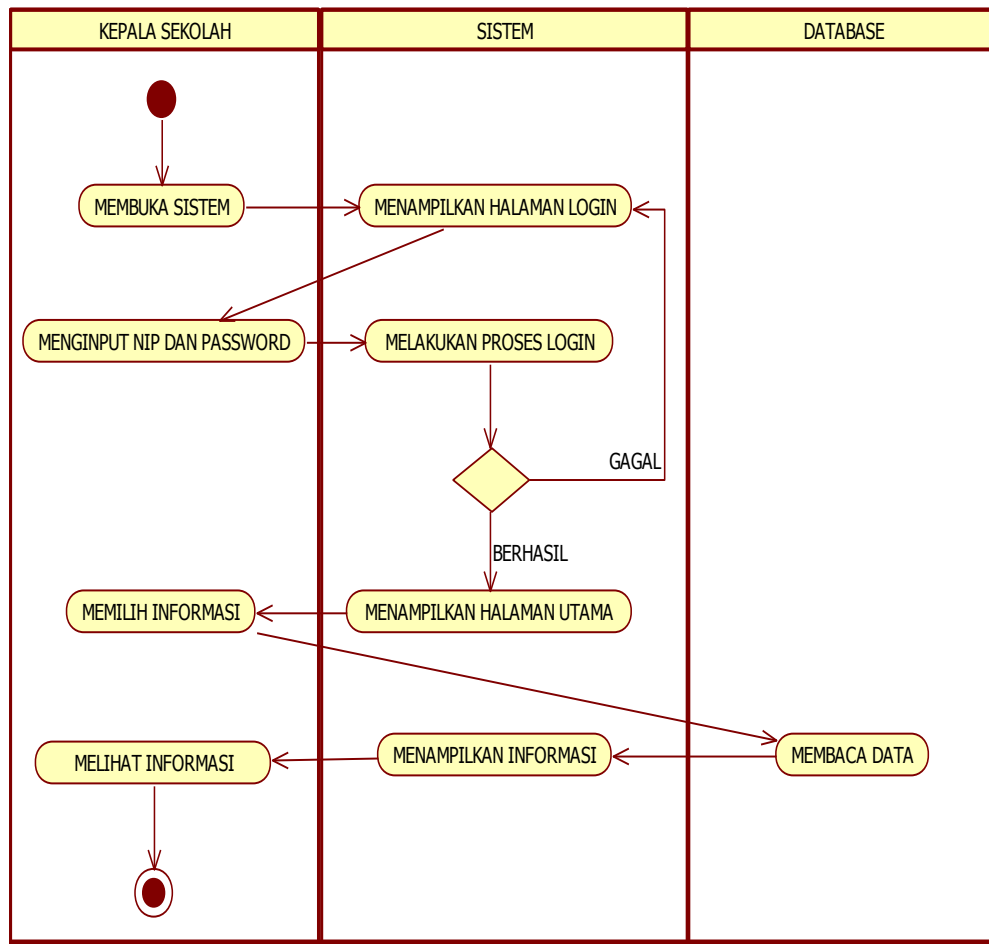 KEPALA SEKOLAH
SISTEM
DATABASE
MEMBUKA SISTEM
MENAMPILKAN HALAMAN LOGIN
MENGINPUT NIP DAN PASSWORD
MELAKUKAN PROSES LOGIN
GAGAL
BERHASIL
MEMILIH INFORMASI
MENAMPILKAN HALAMAN UTAMA
MELIHAT INFORMASI
MENAMPILKAN INFORMASI
MEMBACA DATA